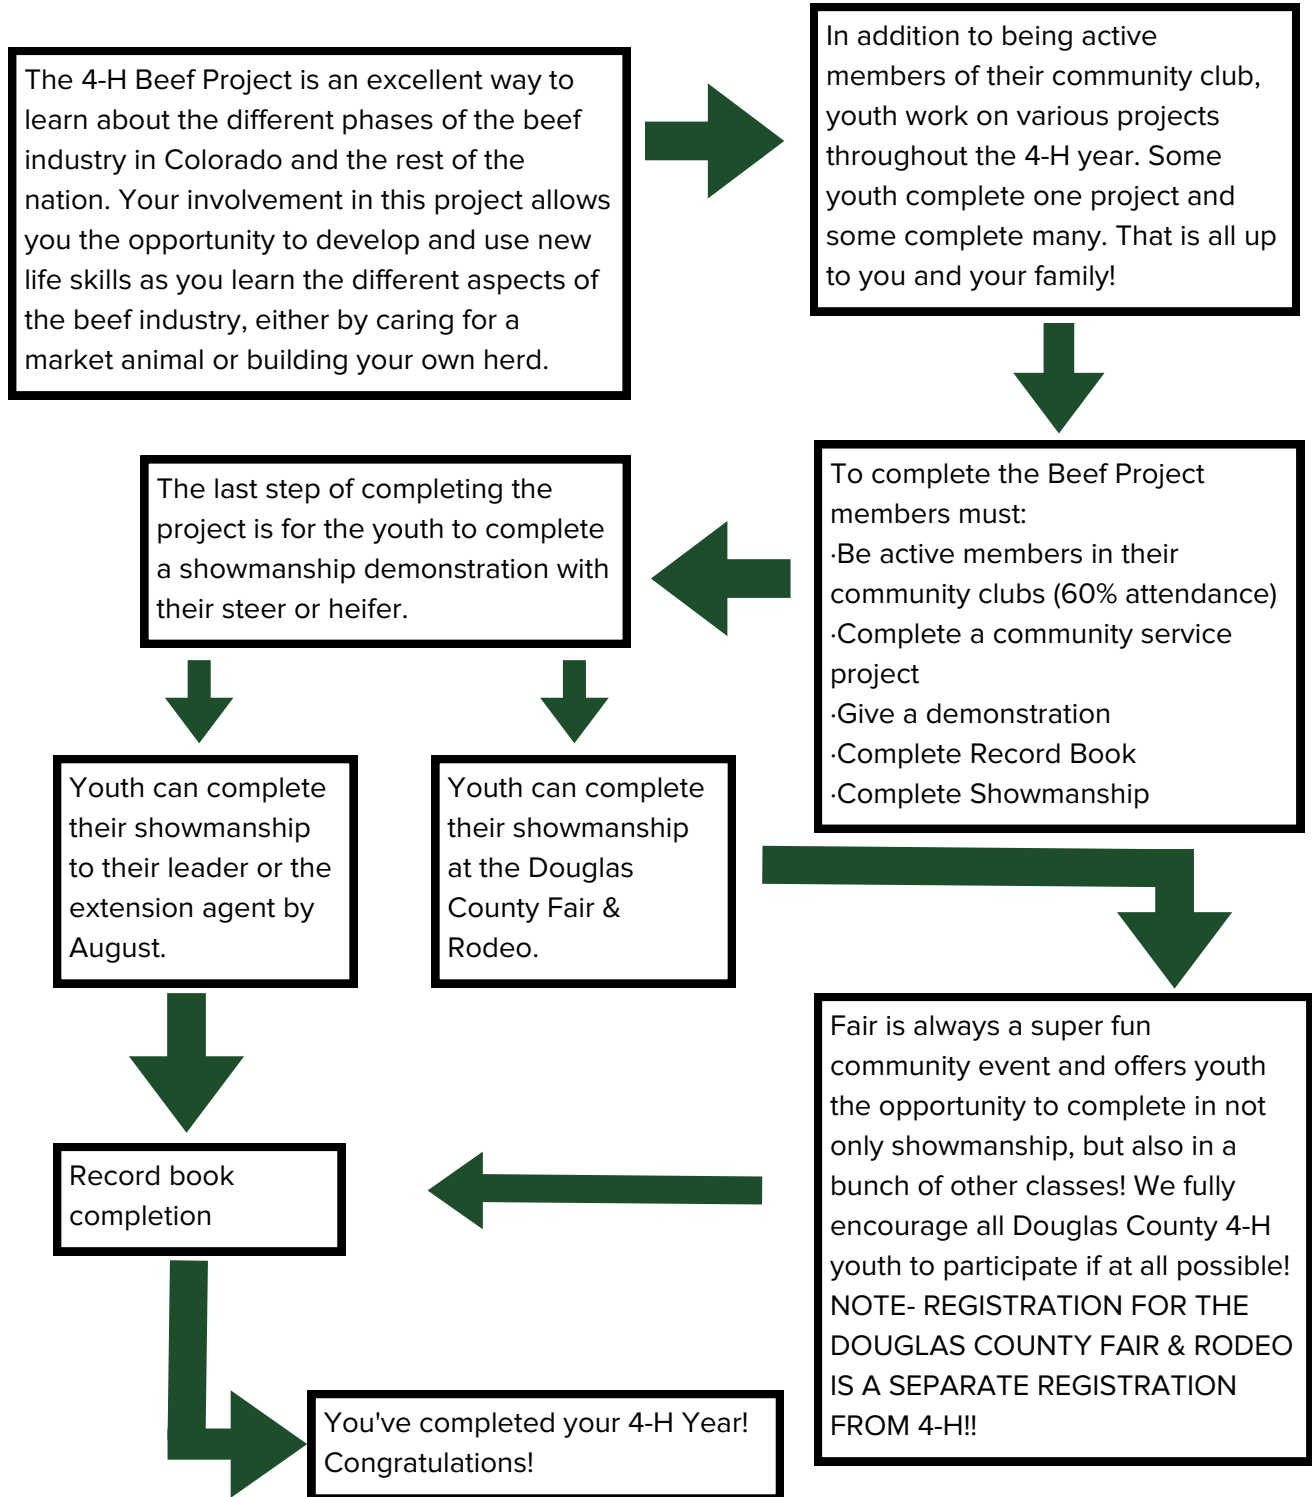 The 4-H Beef Project is an excellent way to
learn about the different phases of the beef
industry in Colorado and the rest of the
nation. Your involvement in this project allows
you the opportunity to develop and use new
life skills as you learn the different aspects of
the beef industry, either by caring for a
market animal or building your own herd.
In addition to being active
members of their community club,
youth work on various projects
throughout the 4-H year. Some
youth complete one project and
some complete many. That is all up
to you and your family!
To complete the Beef Project
members must:
·Be active members in their
community clubs (60% attendance)
·Complete a community service
project
·Give a demonstration
·Complete Record Book
·Complete Showmanship
The last step of completing the
project is for the youth to complete
a showmanship demonstration with
their steer or heifer.
Youth can complete
their showmanship
to their leader or the
extension agent by
August.
Youth can complete
their showmanship
at the Douglas
County Fair &
Rodeo.
Fair is always a super fun
community event and offers youth
the opportunity to complete in not
only showmanship, but also in a
bunch of other classes! We fully
encourage all Douglas County 4-H
youth to participate if at all possible!
NOTE- REGISTRATION FOR THE
DOUGLAS COUNTY FAIR & RODEO
IS A SEPARATE REGISTRATION
FROM 4-H!!
Record book
completion
You've completed your 4-H Year!
Congratulations!